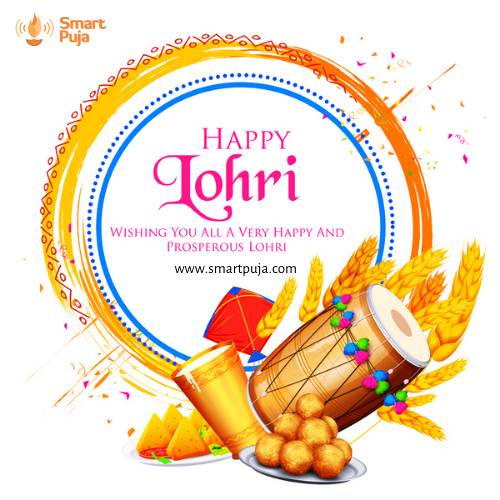 Smart
Puja
HAPPY
Lohri
WISHING YOU ALL A VERY HAPPY AND
PROSPEROUS LOHRI
www.smartpuja.com